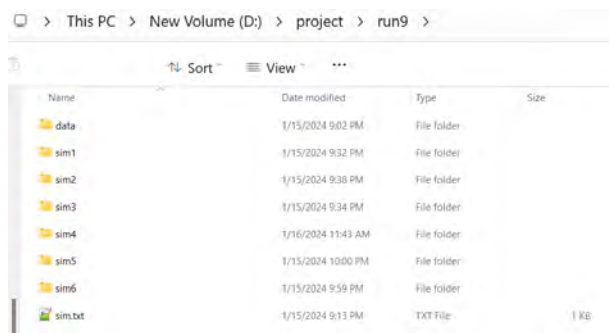 This PC > New Volume (D:) > project > run9 >
Sort View ...
Name Date modified Type Size
data 1/15/2024 9:02 PM File folder
sim1 1/15/2024 9:32 PM File folder
sim2 1/15/2024 9:38 PM File folder
sim3 1/15/2024 9:34 PM File folder
sim4 1/16/2024 11:43 AM File folder
sim5 1/15/2024 10:00 PM File folder
sim6 1/15/2024 9:59 PM File folder
sim.txt 1/15/2024 9:13 PM TXT File 1 KB